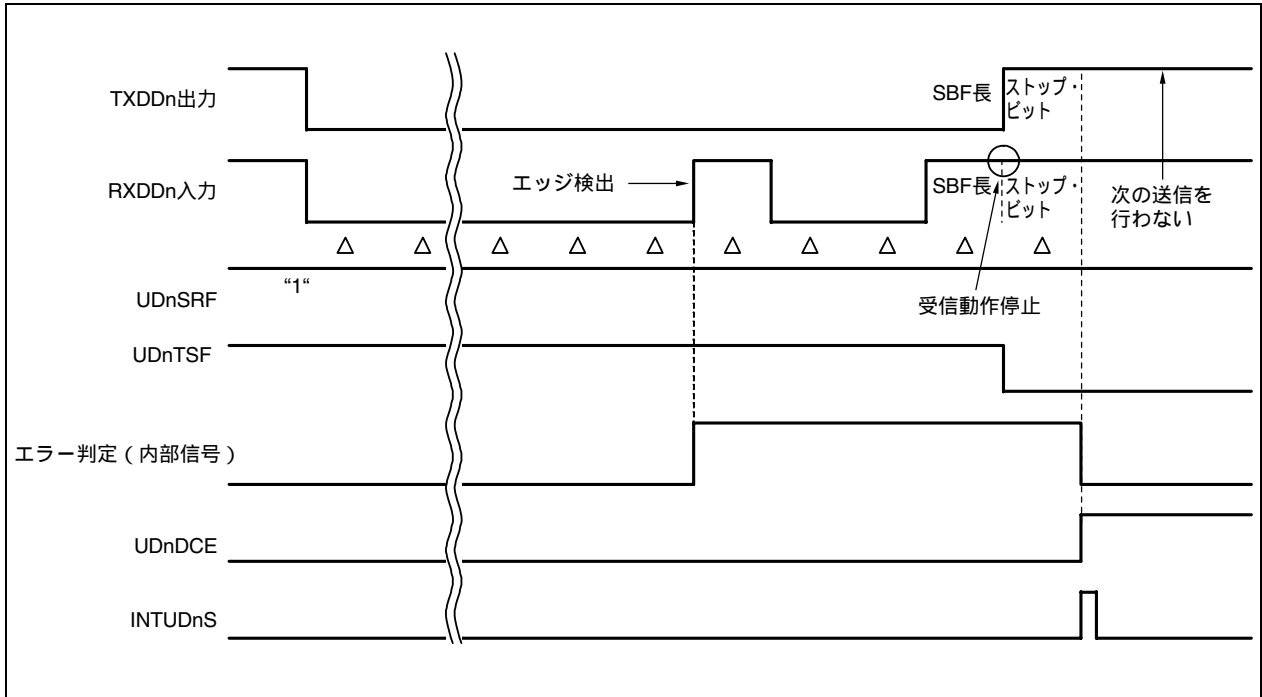 TXDDn出力
SBF長
ストップ・
ビット
RXDDn入力
エッジ検出
SBF長
ストップ・
ビット
次の送信を
行わない
“1“
UDnSRF
受信動作停止
UDnTSF
エラー判定(内部信号)
UDnDCE
INTUDnS